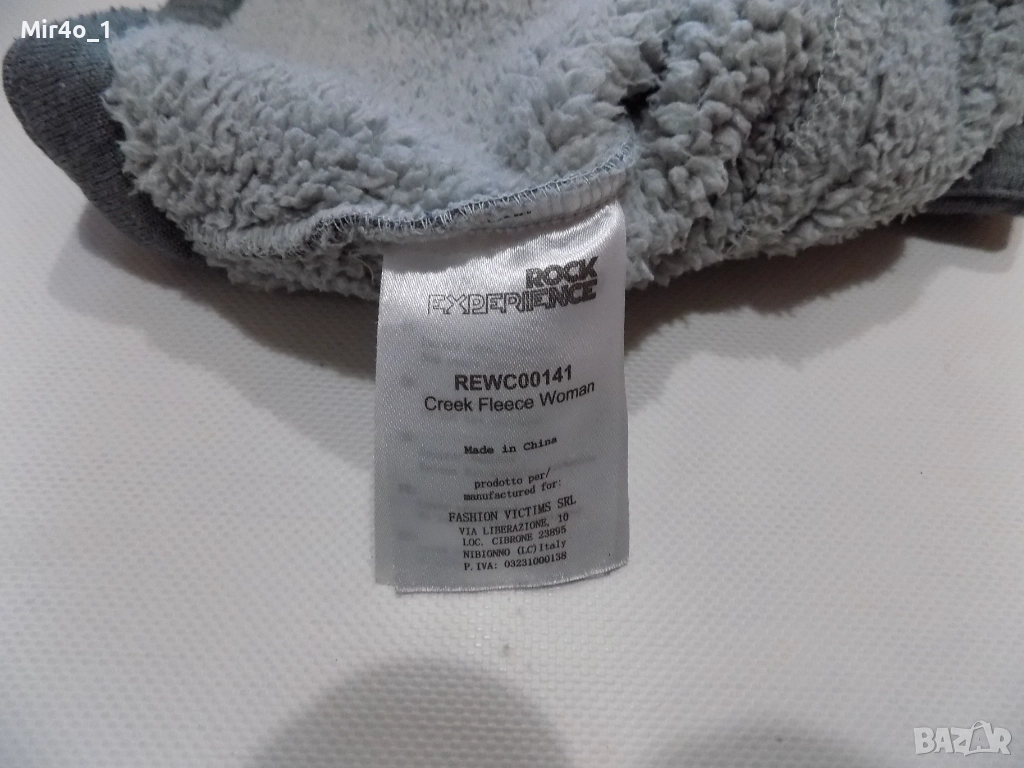 Mir4o_1
ROCK
EXPERIENCE
REWC00141
Creek Fleece Woman
Made in China
prodotto per/
manufactured for:
FASHION VICTIMS SRL
VIA LIBERAZIONE, 10
LOC. CIBRONE 23895
NIBIONNO (LC)Italy
P. IVA: 03231000138
BAZAR